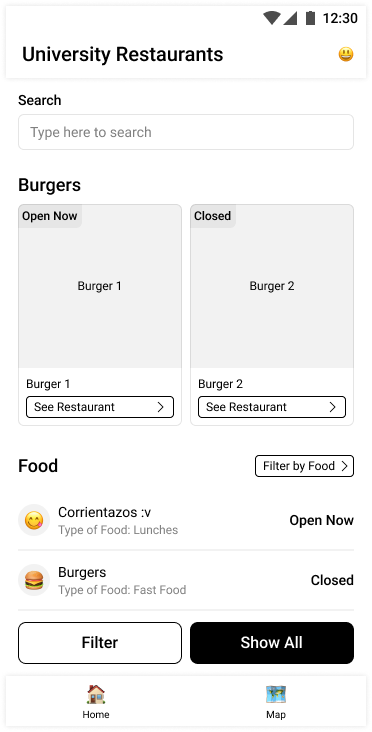 12:30
University Restaurants
Search
Type here to search
Burgers
Open Now
Closed
Burger 1
Burger 2
Burger 1
Burger 2
See Restaurant
See Restaurant
Food
Filter by Food
Corrientazos :v
Type of Food: Lunches
Open Now
Burgers
Type of Food: Fast Food
Closed
Filter
Show All
Home
Map